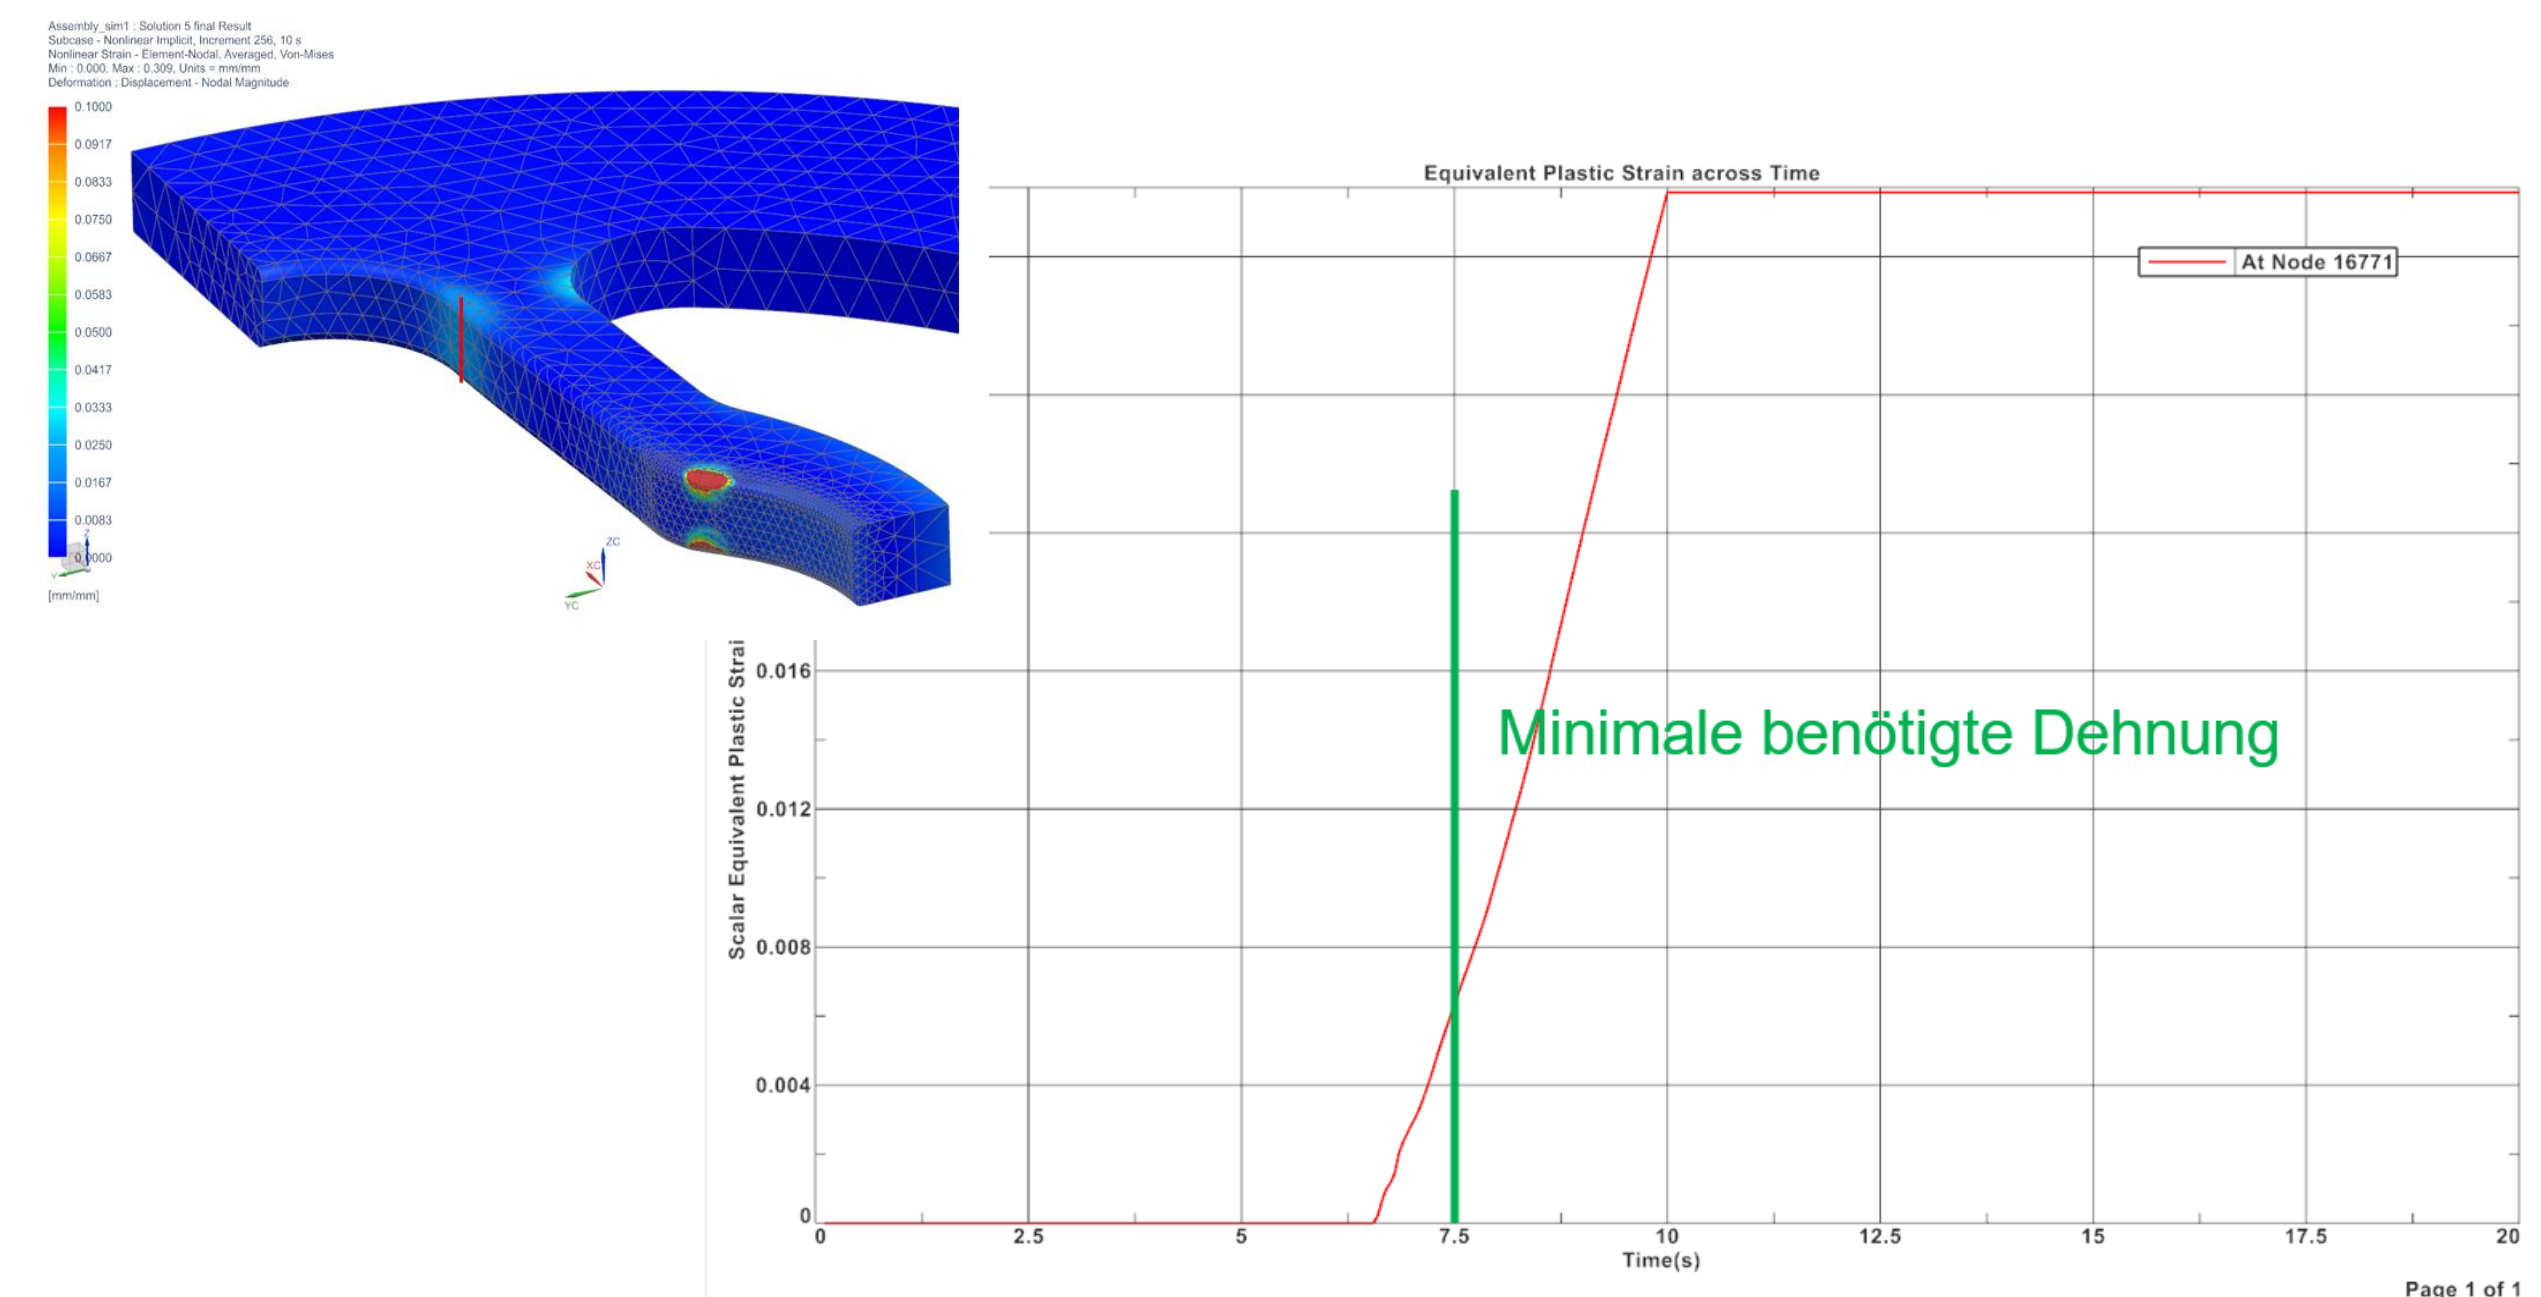 Assembly_sim1 : Solution 5 final Result
Subcase - Nonlinear Implicit, Increment 256, 10 s
Nonlinear Strain - Element-Nodal, Averaged, Von-Mises
Min : 0.000, Max : 0.309, Units = mm/mm
Deformation : Displacement - Nodal Magnitude
0.1000
0.0917
0.0833
0.0750
0.0667
0.0583
0.0500
0.0417
0.0333
0.0250
0.0167
0.0083
0.0000
[mm/mm]
Z
Y
ZC
XC
YC
Equivalent Plastic Strain across Time
At Node 16771
Minimale benötigte Dehnung
Scalar Equivalent Plastic Strai
0.016
0.012
0.008
0.004
0
0 2.5 5 7.5 10 12.5 15 17.5 20
Time(s)
Page 1 of 1